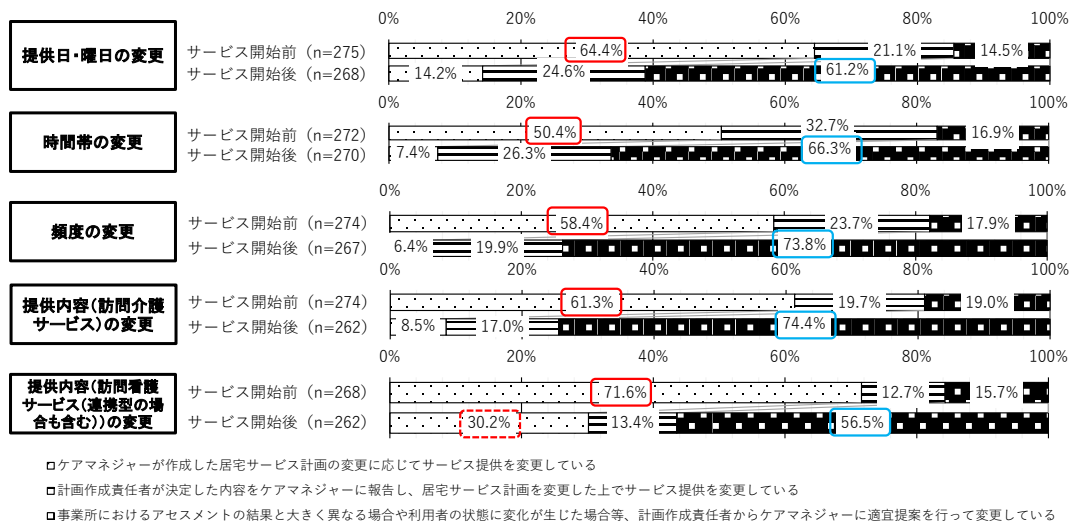 0% 20% 40% 60% 80% 100%
提供日・曜日の変更
サービス開始前（n=275） 64.4% 21.1% 14.5%
サービス開始後（n=268） 14.2% 24.6% 61.2%
0% 20% 40% 60% 80% 100%
時間帯の変更
サービス開始前（n=272） 50.4% 32.7% 16.9%
サービス開始後（n=270） 7.4% 26.3% 66.3%
0% 20% 40% 60% 80% 100%
頻度の変更
サービス開始前（n=274） 58.4% 23.7% 17.9%
サービス開始後（n=267） 6.4% 19.9% 73.8%
0% 20% 40% 60% 80% 100%
提供内容（訪問介護
サービス）の変更
サービス開始前（n=274） 61.3% 19.7% 19.0%
サービス開始後（n=262） 8.5% 17.0% 74.4%
0% 20% 40% 60% 80% 100%
提供内容（訪問看護
サービス（連携型の場
合も含む））の変更
サービス開始前（n=268） 71.6% 12.7% 15.7%
サービス開始後（n=262） 30.2% 13.4% 56.5%
ケアマネジャーが作成した居宅サービス計画の変更に応じてサービス提供を変更している
計画作成責任者が決定した内容をケアマネジャーに報告し、居宅サービス計画を変更した上でサービス提供を変更している
事業所におけるアセスメントの結果と大きく異なる場合や利用者の状態に変化が生じた場合等、計画作成責任者からケアマネジャーに適宜提案を行って変更している